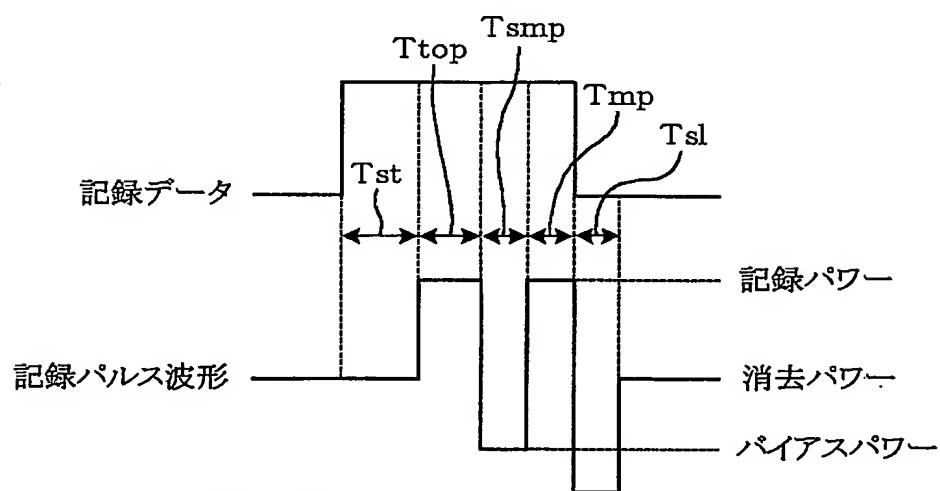 Tsmp
Ttop
Tmp
Tsl
Tst
記録データ
記録パワー
記録パルス波形
消去パワー
バイアスパワー